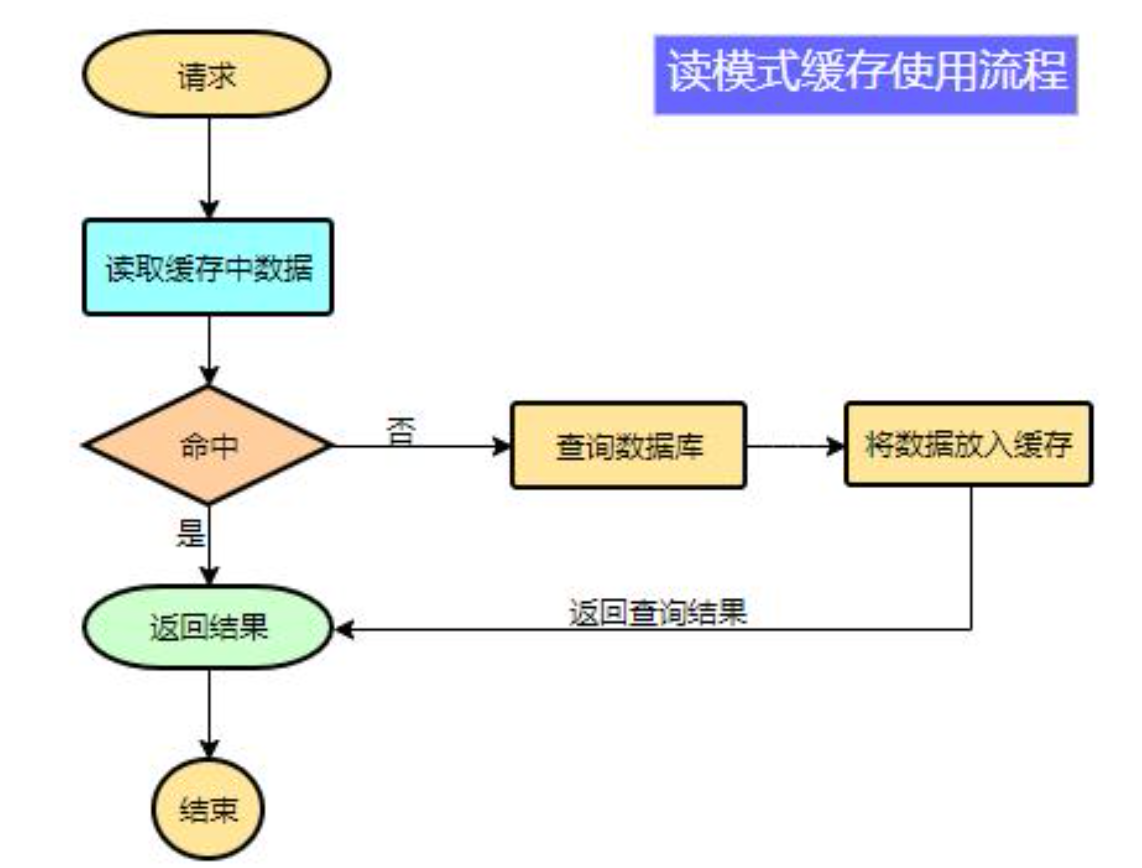 请求
读模式缓存使用流程
读取缓存中数据
命中
否
查询数据库
将数据放入缓存
是
返回查询结果
返回结果
结束